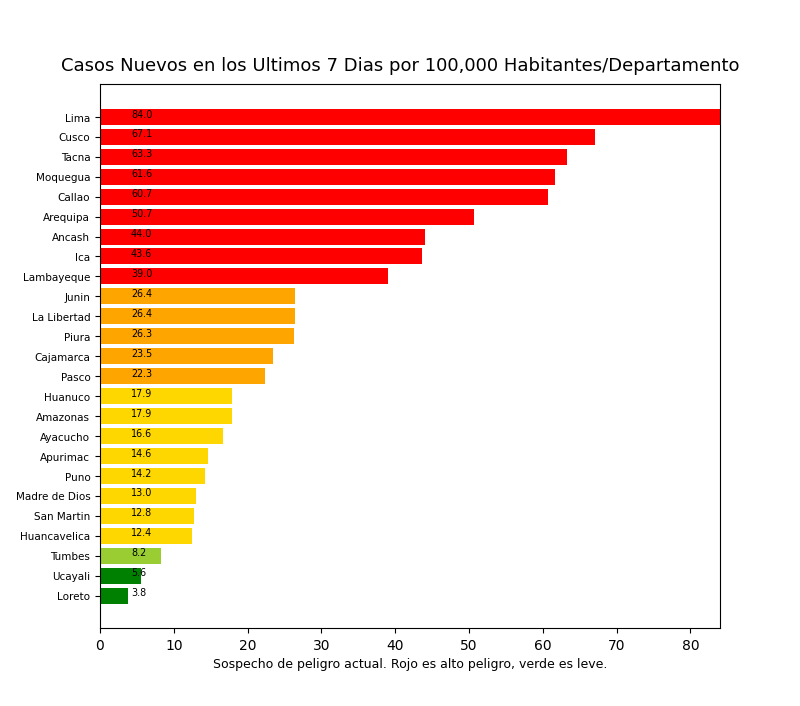 Casos Nuevos en los Ultimos 7 Dias por 100,000 Habitantes/Departamento
Lima 84.0
Cusco 67.1
Tacna 63.3
Moquegua 61.6
Callao 60.7
Arequipa 50.7
Ancash 44.0
Ica 43.6
Lambayeque 39.0
Junin 26.4
La Libertad 26.4
Piura 26.3
Cajamarca 23.5
Pasco 22.3
Huanuco 17.9
Amazonas 17.9
Ayacucho 16.6
Apurimac 14.6
Puno 14.2
Madre de Dios 13.0
San Martin 12.8
Huancavelica 12.4
Tumbes 8.2
Ucayali 5.6
Loreto 3.8
0 10 20 30 40 50 60 70 80
Sospecho de peligro actual. Rojo es alto peligro, verde es leve.